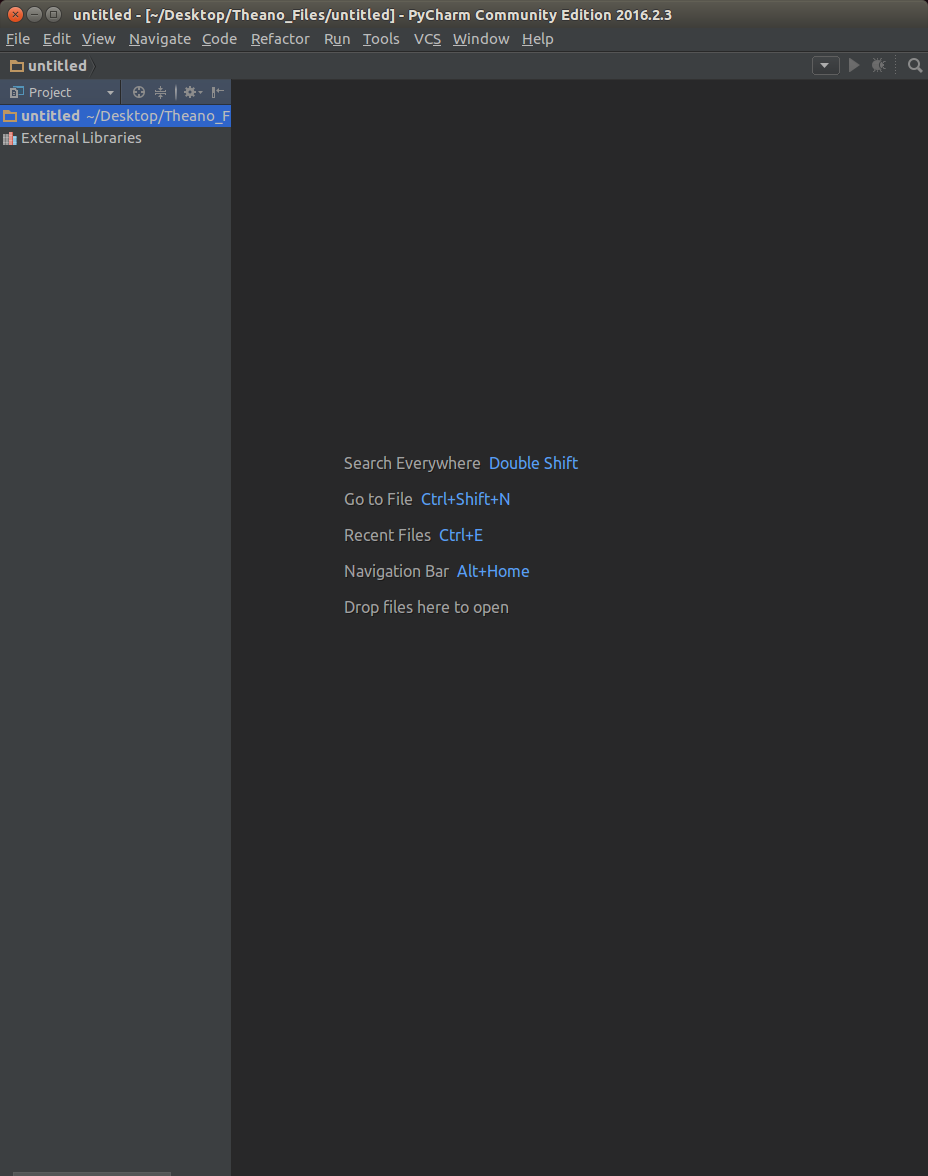 untitled - [~/Desktop/Theano_Files/untitled] - PyCharm Community Edition 2016.2.3
File Edit View Navigate Code Refactor Run Tools VCS Window Help
untitled
Project
untitled ~/Desktop/Theano_F
External Libraries
Search Everywhere Double Shift
Go to File Ctrl+Shift+N
Recent Files Ctrl+E
Navigation Bar Alt+Home
Drop files here to open